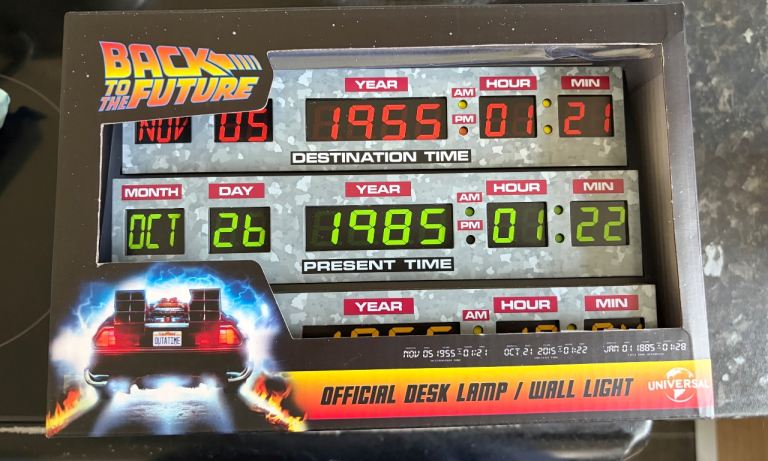 BACK
TO THE FUTURE
YEAR AM HOUR MIN
NOV 05 1955 PM 01 21
DESTINATION TIME
MONTH DAY YEAR AM HOUR MIN
OCT 26 1985 PM 01 22
PRESENT TIME
YEAR AM HOUR MIN
OUTATIME
NOV 05 1955 01:21 OCT 21 2015 01:22 JAN 01 1885 01:28
OFFICIAL DESK LAMP / WALL LIGHT
UNIVERSAL